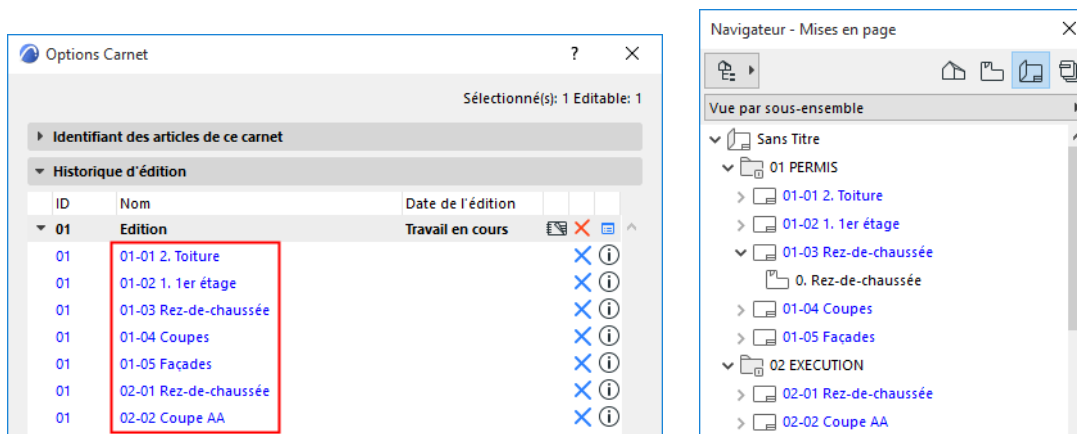 Options Carnet
Sélectionné(s): 1 Editable: 1
Identifiant des articles de ce carnet
Historique d'édition
ID Nom Date de l'édition
01 Edition Travail en cours
01 01-01 2. Toiture
01 01-02 1. 1er étage
01 01-03 Rez-de-chaussée
01 01-04 Coupes
01 01-05 Façades
01 02-01 Rez-de-chaussée
01 02-02 Coupe AA
Navigateur - Mises en page
Vue par sous-ensemble
Sans Titre
01 PERMIS
01-01 2. Toiture
01-02 1. 1er étage
01-03 Rez-de-chaussée
0. Rez-de-chaussée
01-04 Coupes
01-05 Façades
02 EXECUTION
02-01 Rez-de-chaussée
02-02 Coupe AA